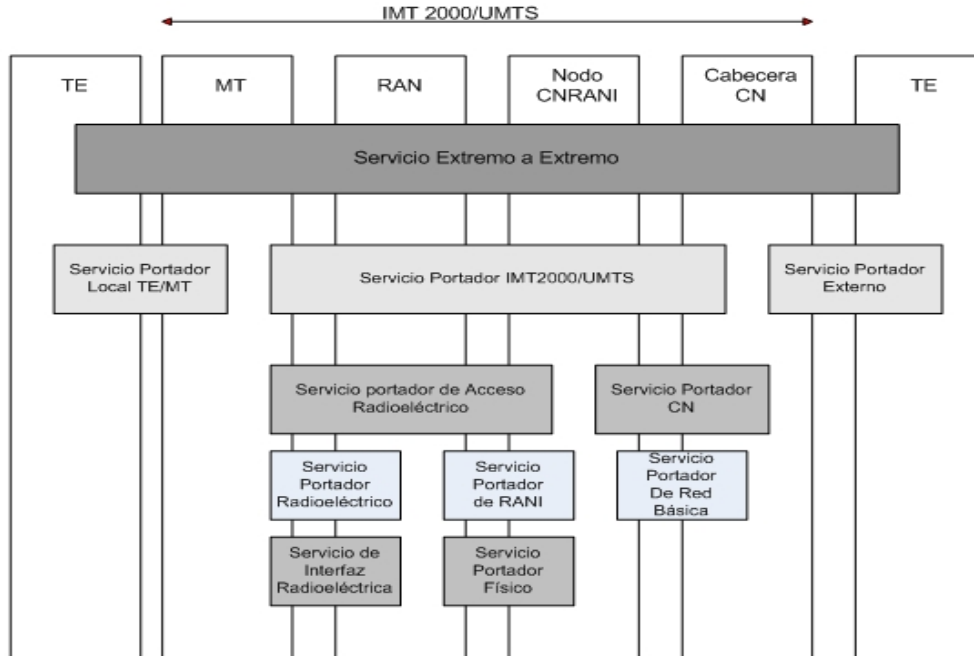 IMT 2000/UMTS
TE
MT
RAN
Nodo
CNRANI
Cabecera
CN
TE
Servicio Extremo a Extremo
Servicio Portador
Local TE/MT
Servicio Portador IMT2000/UMTS
Servicio Portador
Externo
Servicio portador de Acceso
Radioeléctrico
Servicio Portador
CN
Servicio
Portador
Radioeléctrico
Servicio
Portador
de RANI
Servicio
Portador
De Red
Básica
Servicio de
Interfaz
Radioeléctrica
Servicio
Portador
Físico